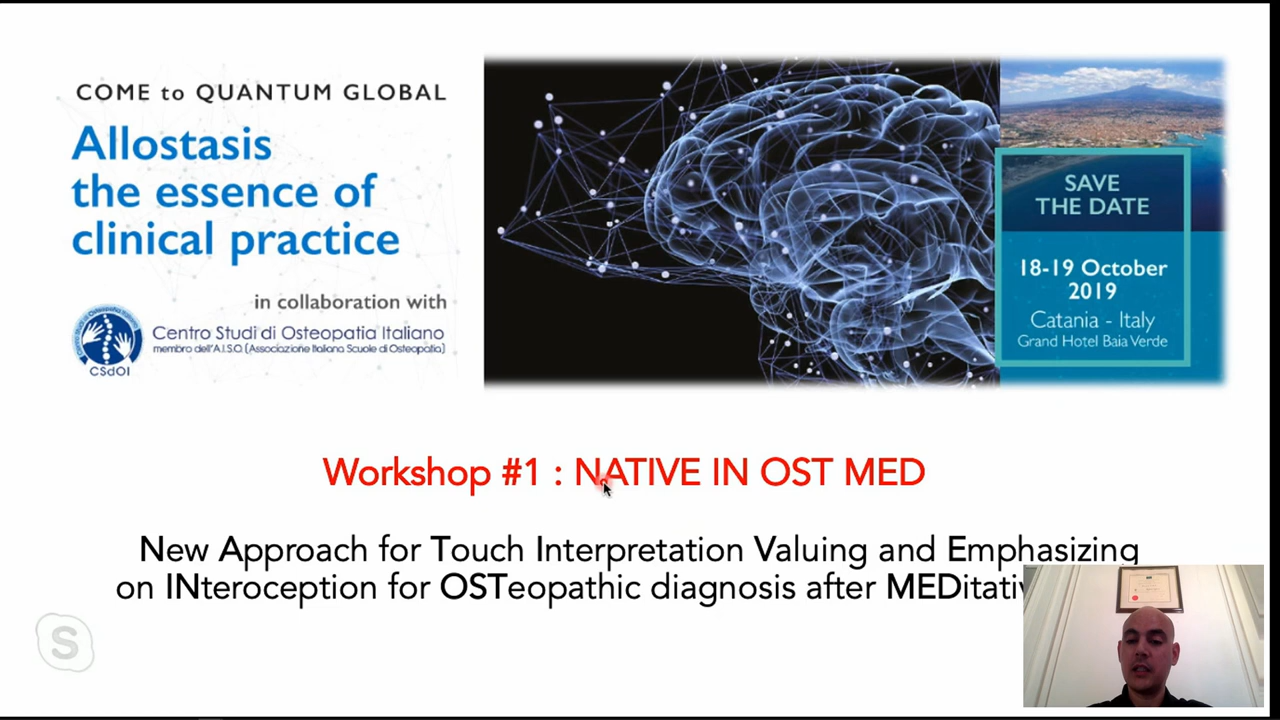 COME to QUANTUM GLOBAL
Allostasis
the essence of
clinical practice
in collaboration with
Centro Studi di Osteopatia Italiano
membro dell'A.I.S.O. (Associazione Italiana Scuole di Osteopatia)
CSdOI
SAVE
THE DATE
18-19 October
2019
Catania - Italy
Grand Hotel Baia Verde
Workshop #1 : NATIVE IN OST MED
New Approach for Touch Interpretation Valuing and Emphasizing
on INteroception for OSTeopathic diagnosis after MEDitativ
S